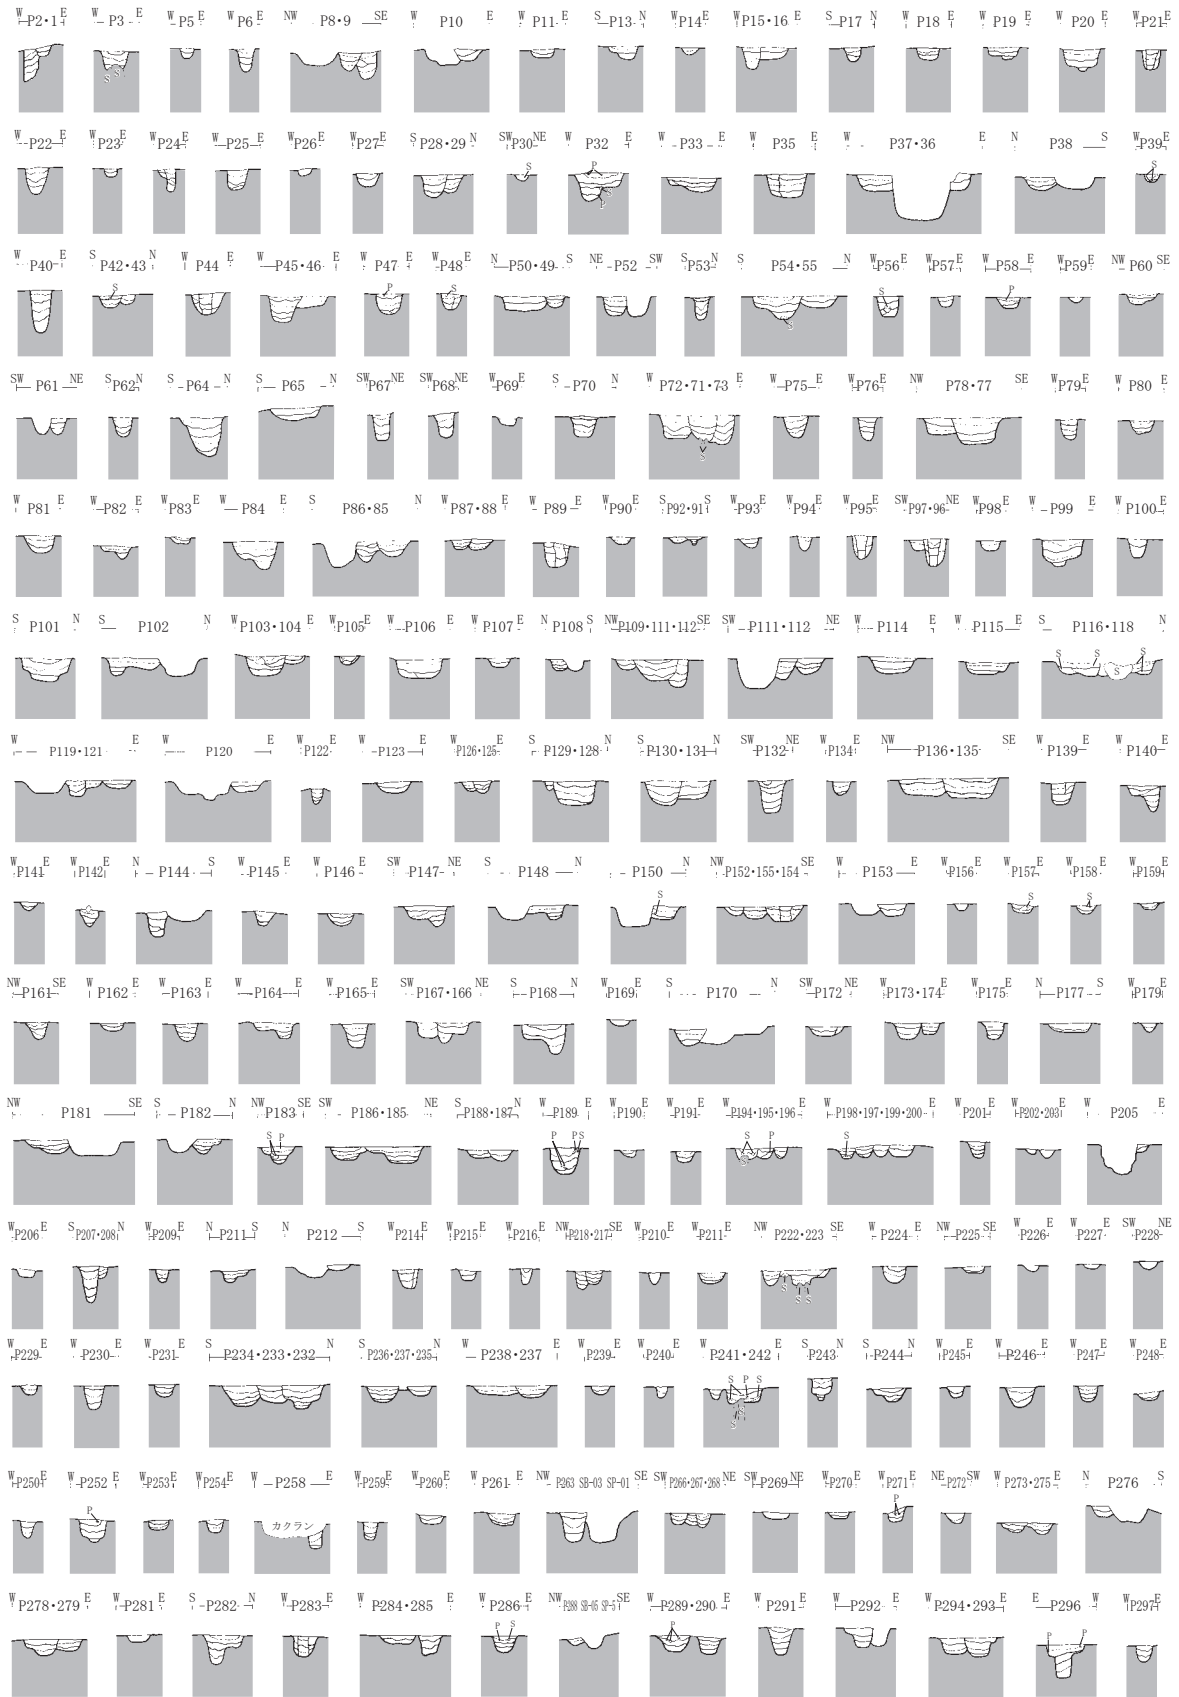 W P2・1 E W P3 E W P5 E W P6 E NW P8・9 SE W P10 E W P11 E S P13 N W P14 E W P15・16 E S P17 N W P18 E W P19 E W P20 E W P21 E
S S
W P22 E W P23 E W P24 E W P25 E W P26 E W P27 E S P28・29 N SW P30 NE W P32 E W P33 E W P35 E W P37・36 E N P38 S W P39 E
S P S P S
W P40 E S P42・43 N W P44 E W P45・46 E W P47 E W P48 E N P50・49 S NE P52 SW S P53 N S P54・55 N W P56 E W P57 E W P58 E W P59 E NW P60 SE
S P S S S P
SW P61 NE S P62 N S P64 N S P65 N SW P67 NE SW P68 NE W P69 E S P70 N W P72・71・73 E W P75 E W P76 E NW P78・77 SE W P79 E W P80 E
S
W P81 E W P82 E W P83 E W P84 E S P86・85 N W P87・88 E W P89 E W P90 E S P92・91 S W P93 E W P94 E W P95 E SW P97・96 NE W P98 E W P99 E W P100 E
S P101 N S P102 N W P103・104 E W P105 E W P106 E W P107 E N P108 S NW P109・111・112 SE SW P111・112 NE W P114 E W P115 E S P116・118 N
S S S S
W P119・121 E W P120 E W P122 E W P123 E W P126・125 E S P129・128 N S P130・131 N SW P132 NE W P134 E NW P136・135 SE W P139 E W P140 E
W P141 E W P142 E N P144 S W P145 E W P146 E SW P147 NE S P148 N S P150 N NW P152・155・154 SE W P153 E W P156 E W P157 E W P158 E W P159 E
S S S
NW P161 SE W P162 E W P163 E W P164 E W P165 E SW P167・166 NE S P168 N W P169 E S P170 N SW P172 NE W P173・174 E W P175 E N P177 S W P179 E
NW P181 SE S P182 N NW P183 SE SW P186・185 NE S P188・187 N W P189 E W P190 E W P191 E W P194・195・196 E W P198・197・199・200 E W P201 E W P202・203 E W P205 E
S P P P S S P S S
W P206 E S P207・208 N W P209 E N P211 S N P212 S W P214 E W P215 E W P216 E NW P218・217 SE W P210 E W P211 E NW P222・223 SE W P224 E NW P225 SE W P226 E W P227 E SW P228 NE
S S S
W P229 E W P230 E W P231 E S P234・233・232 N S P236・237・235 N W P238・237 E W P239 E W P240 E W P241・242 E S P243 N S P244 N W P245 E W P246 E W P247 E W P248 E
S P S S S
W P250 E W P252 E W P253 E W P254 E W P258 E W P259 E W P260 E W P261 E NW P263 SB-03 SP-01 SE SW P266・267・268 NE SW P269 NE W P270 E W P271 E NE P272 SW W P273・275 E N P276 S
P カクラン P
W P278・279 E W P281 E S P282 N W P283 E W P284・285 E W P286 E NW P288 SB-05 SP-5 SE W P289・290 E W P291 E W P292 E W P294・293 E E P296 W W P297 E
P S P P P